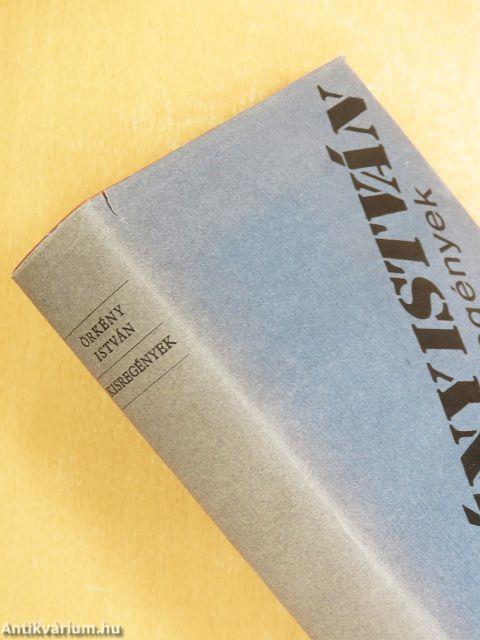 ÖRKÉNY
ISTVÁN
KISREGÉNYEK
NY ISTVÁN
gények
Antikvárium.hu